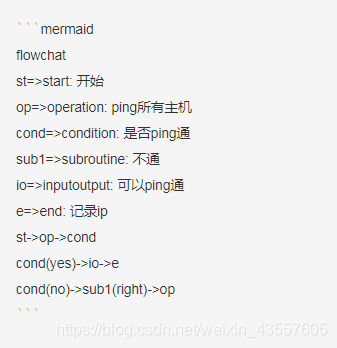 ```mermaid
flowchat
st=>start: 开始
op=>operation: ping所有主机
cond=>condition: 是否ping通
sub1=>subroutine: 不通
io=>inputoutput: 可以ping通
e=>end: 记录ip
st->op->cond
cond(yes)->io->e
cond(no)->sub1(right)->op
```
https://blog.csdn.net/weixin_43557605